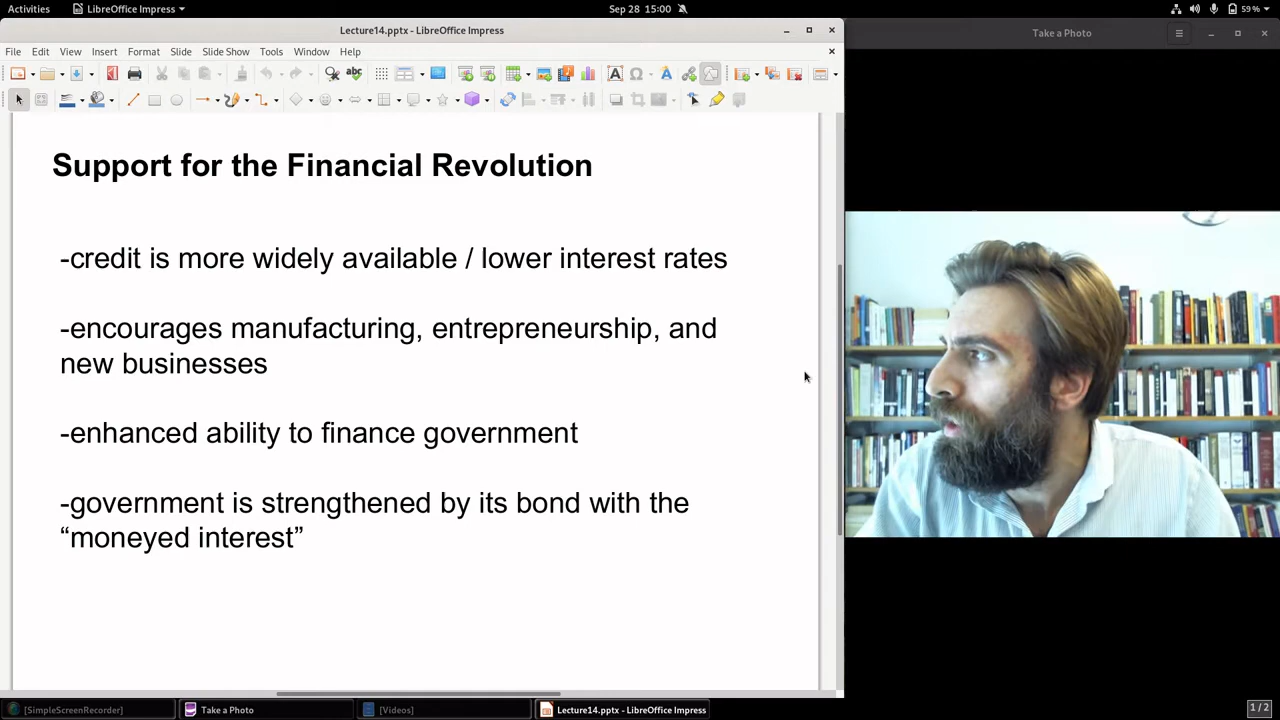 Activities
LibreOffice Impress
Sep 28 15:00
59 %
Lecture14.pptx - LibreOffice Impress
Take a Photo
File Edit View Insert Format Slide Slide Show Tools Window Help
Support for the Financial Revolution
-credit is more widely available / lower interest rates
-encourages manufacturing, entrepreneurship, and
new businesses
-enhanced ability to finance government
-government is strengthened by its bond with the
“moneyed interest”
[SimpleScreenRecorder]
Take a Photo
[Videos]
Lecture14.pptx - LibreOffice Impress
1 / 2